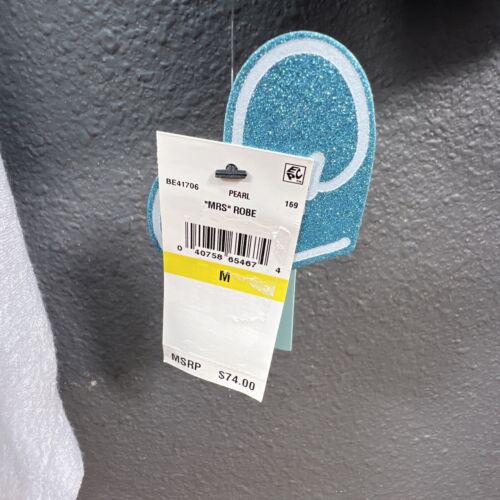 BE41706 PEARL 169
"MRS" ROBE
0 40758 65467 4
M
MSRP $74.00